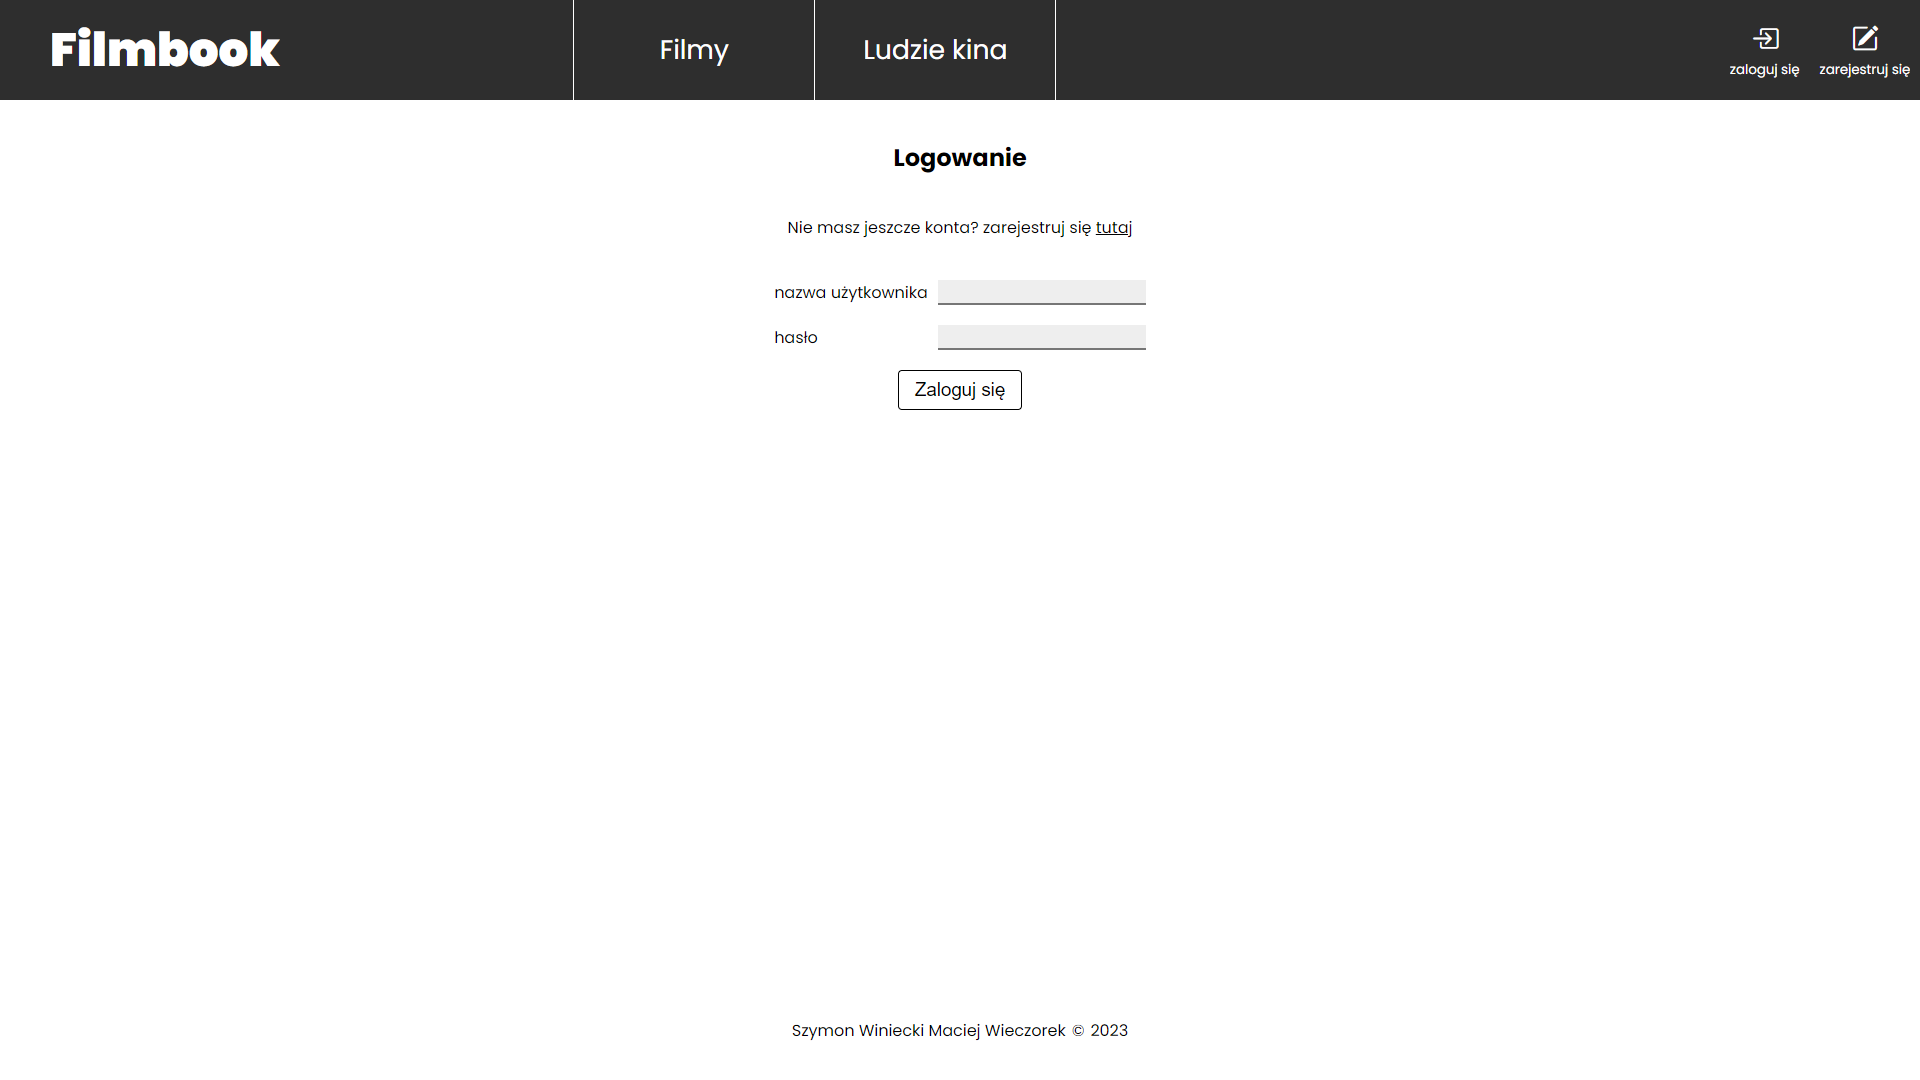 Filmbook
Filmy
Ludzie kina
zaloguj się
zarejestruj się
Logowanie
Nie masz jeszcze konta? zarejestruj się tutaj
nazwa użytkownika
hasło
Zaloguj się
Szymon Winiecki Maciej Wieczorek © 2023